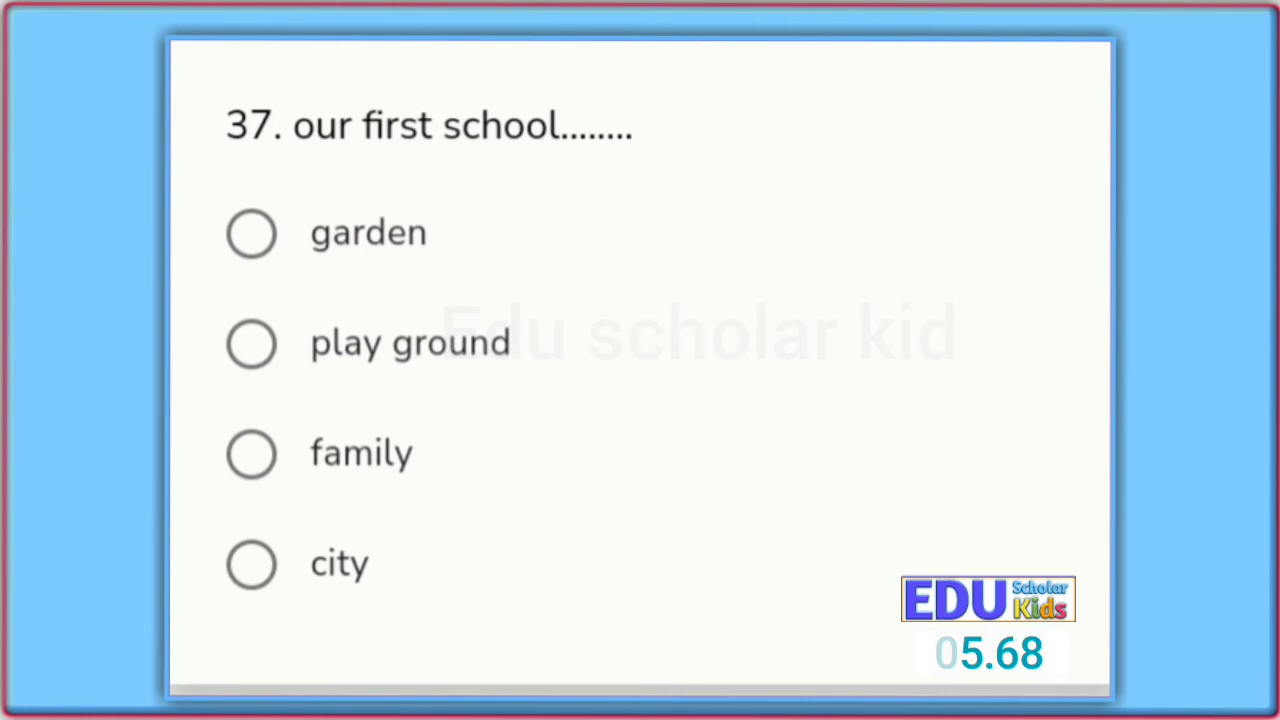 37. our first school........
garden
play ground
Edu scholar kid
family
city
EDU Scholar Kids
05.68